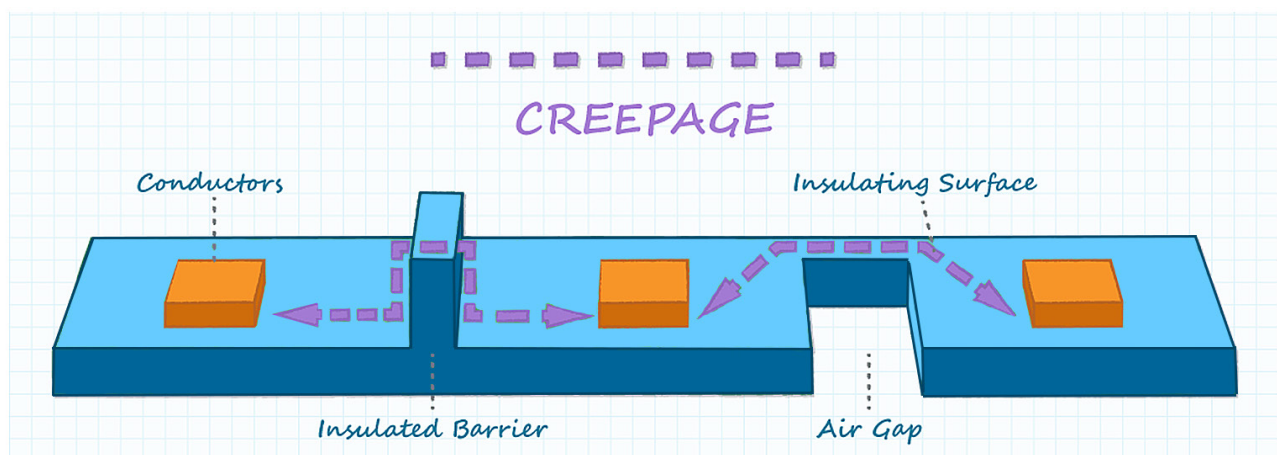 CREEPAGE
Conductors
Insulating Surface
Insulated Barrier
Air Gap